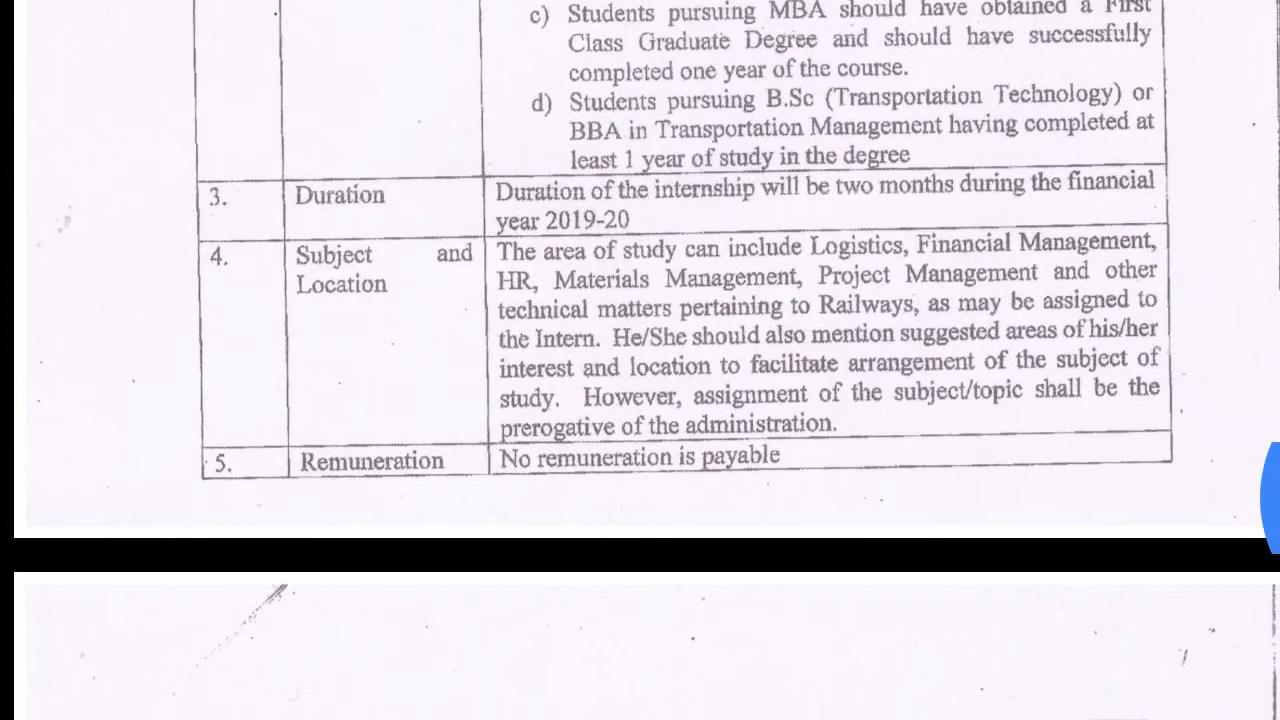 c) Students pursuing MBA should have obtained a First
Class Graduate Degree and should have successfully
completed one year of the course.
d) Students pursuing B.Sc (Transportation Technology) or
BBA in Transportation Management having completed at
least 1 year of study in the degree
3. Duration Duration of the internship will be two months during the financial
year 2019-20
4. Subject and The area of study can include Logistics, Financial Management,
Location HR, Materials Management, Project Management and other
technical matters pertaining to Railways, as may be assigned to
the Intern. He/She should also mention suggested areas of his/her
interest and location to facilitate arrangement of the subject of
study. However, assignment of the subject/topic shall be the
prerogative of the administration.
5. Remuneration No remuneration is payable